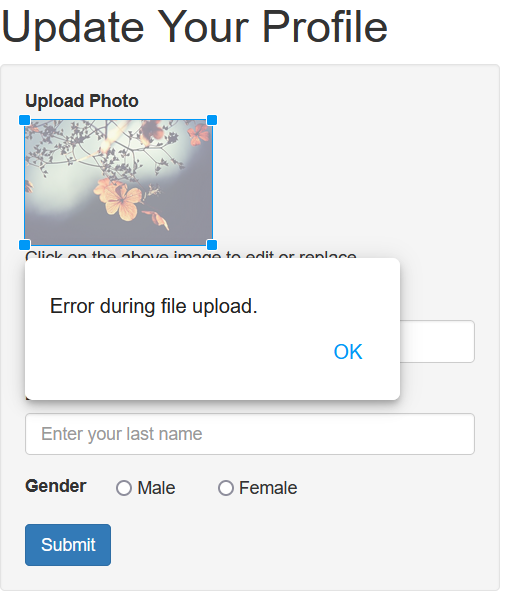 Update Your Profile
Upload Photo
Click on the above image to edit or replace
Error during file upload.
OK
Enter your last name
Gender
Male
Female
Submit